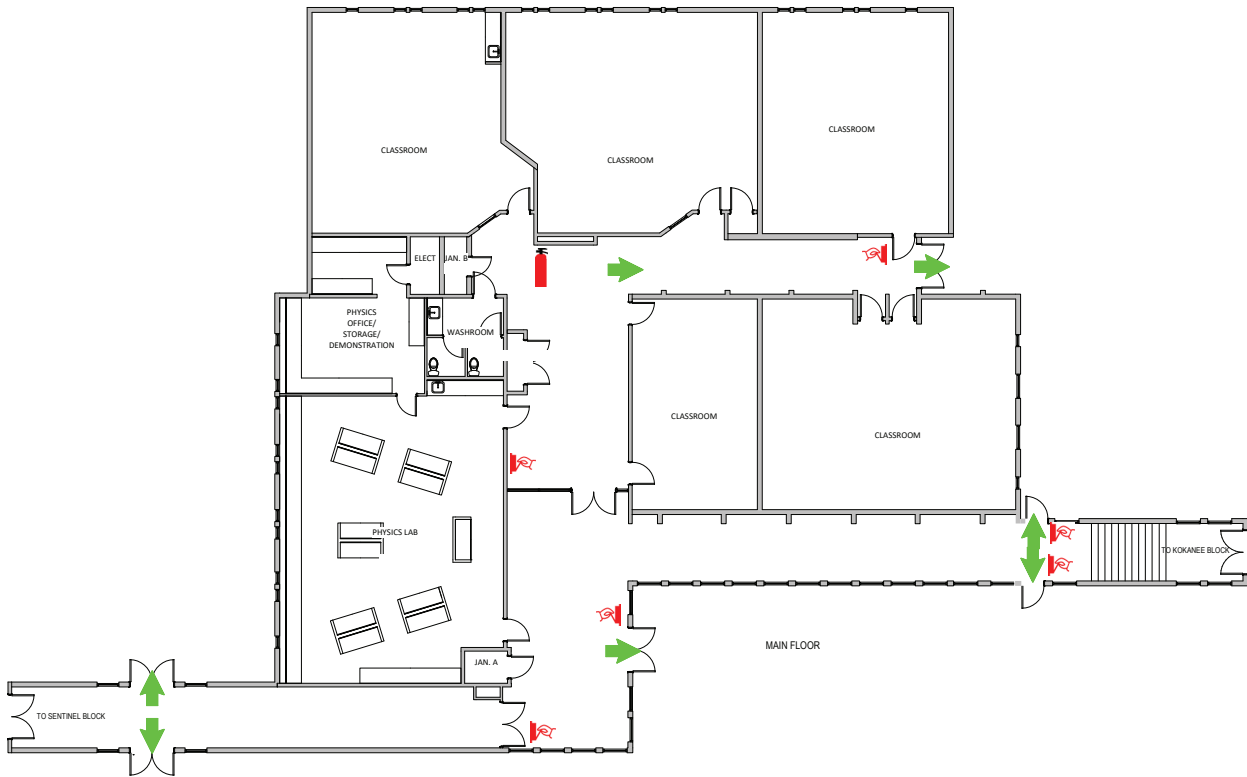 CLASSROOM
CLASSROOM
CLASSROOM
ELECT
JAN. B
PHYSICS
OFFICE/
STORAGE/
DEMONSTRATION
WASHROOM
CLASSROOM
CLASSROOM
PHYSICS LAB
TO KOKANEE BLOCK
MAIN FLOOR
JAN. A
TO SENTINEL BLOCK